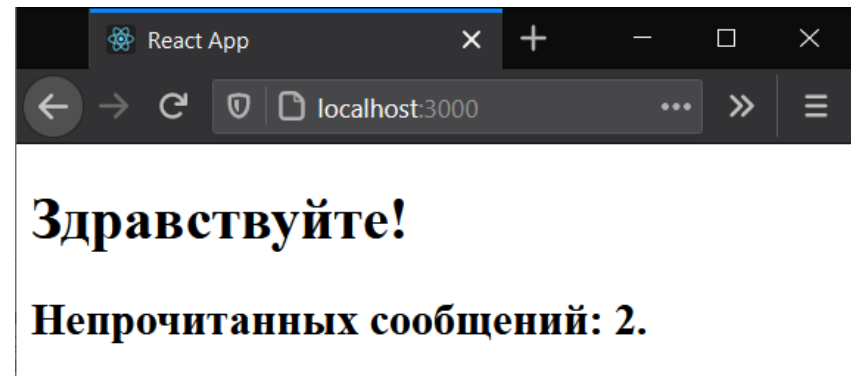 React App
localhost:3000
Здравствуйте!
Непрочитанных сообщений: 2.